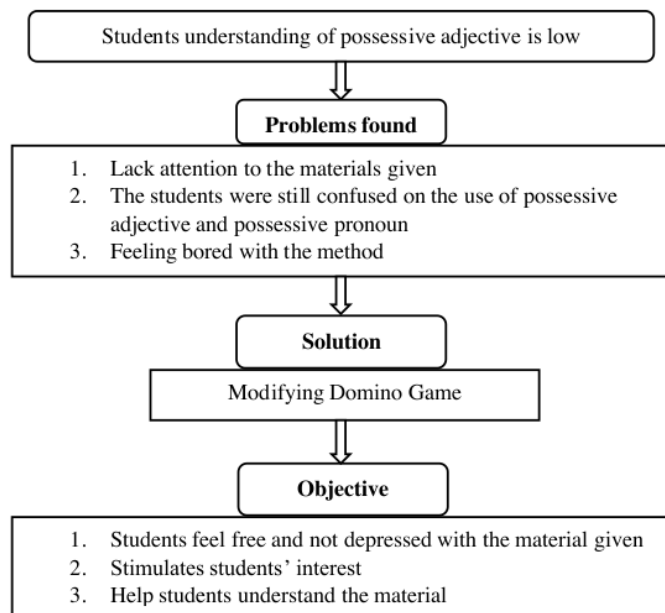 Students understanding of possessive adjective is low
Problems found
1. Lack attention to the materials given
2. The students were still confused on the use of possessive
adjective and possessive pronoun
3. Feeling bored with the method
Solution
Modifying Domino Game
Objective
1. Students feel free and not depressed with the material given
2. Stimulates students’ interest
3. Help students understand the material